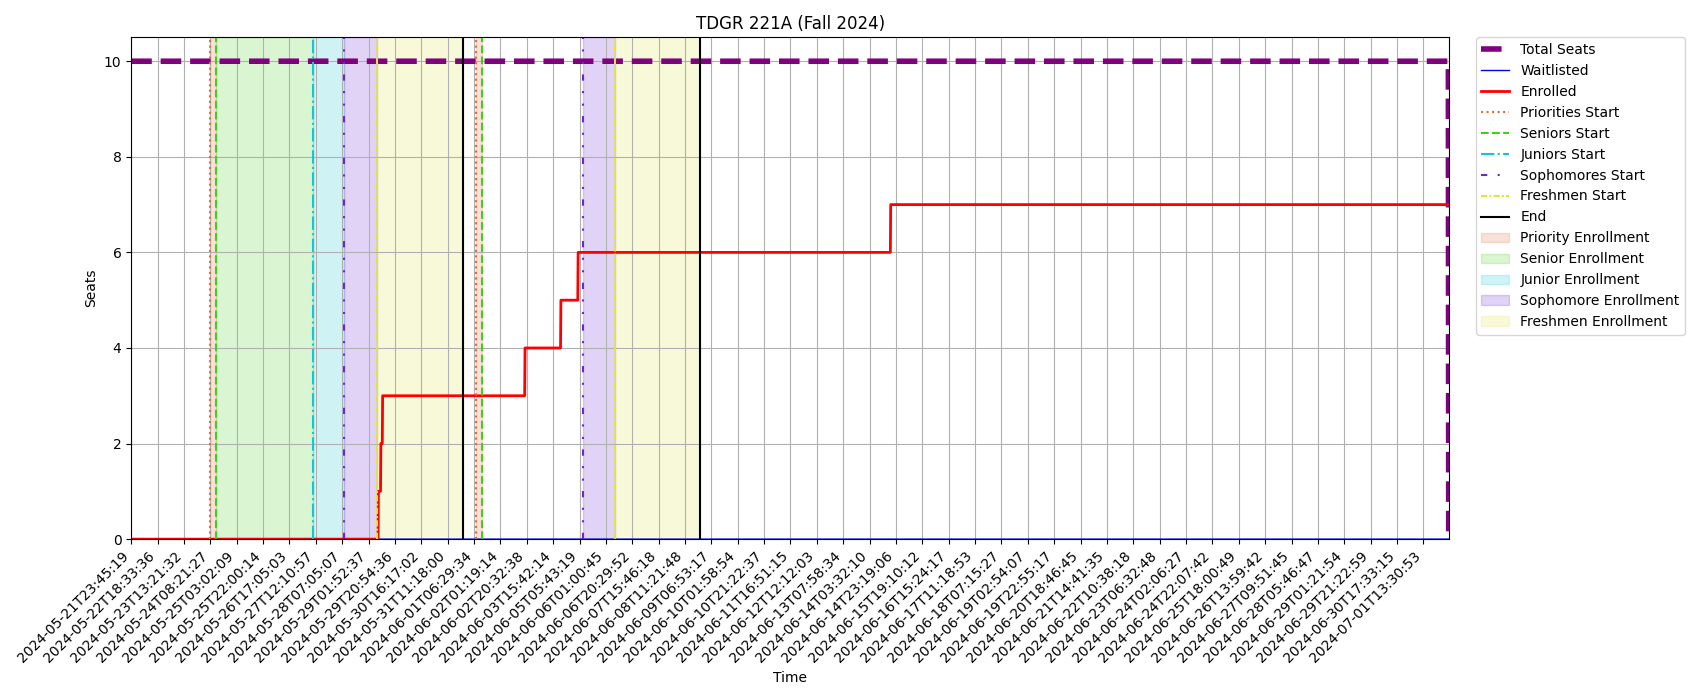 TDGR 221A (Fall 2024)
Seats
10
8
6
4
2
0
2024-05-21T23:45:19
2024-05-22T18:33:36
2024-05-23T13:21:32
2024-05-24T08:21:27
2024-05-25T03:02:09
2024-05-25T22:00:14
2024-05-26T17:05:03
2024-05-27T12:10:57
2024-05-28T07:05:07
2024-05-29T01:52:37
2024-05-29T20:54:36
2024-05-30T16:17:02
2024-05-31T11:18:00
2024-06-01T06:29:34
2024-06-02T01:19:14
2024-06-02T20:32:38
2024-06-03T15:42:14
2024-06-05T05:43:19
2024-06-06T01:00:45
2024-06-06T20:29:52
2024-06-07T15:46:18
2024-06-08T11:21:48
2024-06-09T06:53:17
2024-06-10T01:58:54
2024-06-10T21:22:37
2024-06-11T16:51:15
2024-06-12T12:12:03
2024-06-13T07:58:34
2024-06-14T03:32:10
2024-06-14T23:19:06
2024-06-15T19:10:12
2024-06-16T15:24:17
2024-06-17T11:18:53
2024-06-18T07:15:27
2024-06-19T02:54:07
2024-06-19T22:55:17
2024-06-20T18:46:45
2024-06-21T14:41:35
2024-06-22T10:38:18
2024-06-23T06:32:48
2024-06-24T02:06:27
2024-06-24T22:07:42
2024-06-25T18:00:49
2024-06-26T13:59:42
2024-06-27T09:51:45
2024-06-28T05:46:47
2024-06-29T01:21:54
2024-06-29T21:22:59
2024-06-30T17:33:15
2024-07-01T13:30:53
Time
Total Seats
Waitlisted
Enrolled
Priorities Start
Seniors Start
Juniors Start
Sophomores Start
Freshmen Start
End
Priority Enrollment
Senior Enrollment
Junior Enrollment
Sophomore Enrollment
Freshmen Enrollment